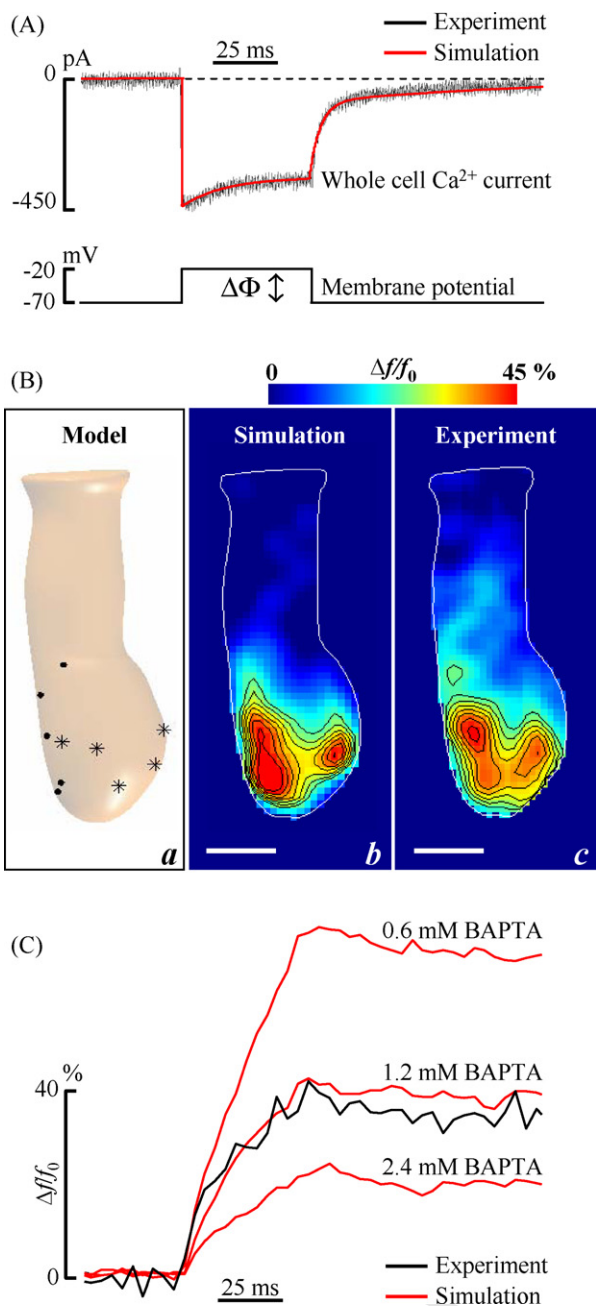 (A)
Experiment
25 ms
Simulation
pA
0
Whole cell Ca²⁺ current
-450
mV
-20
ΔΦ
Membrane potential
-70
(B)
0
Δf/f₀
45 %
Model
Simulation
Experiment
a
b
c
(C)
0.6 mM BAPTA
%
40
1.2 mM BAPTA
Δf/f₀
2.4 mM BAPTA
0
25 ms
Experiment
Simulation